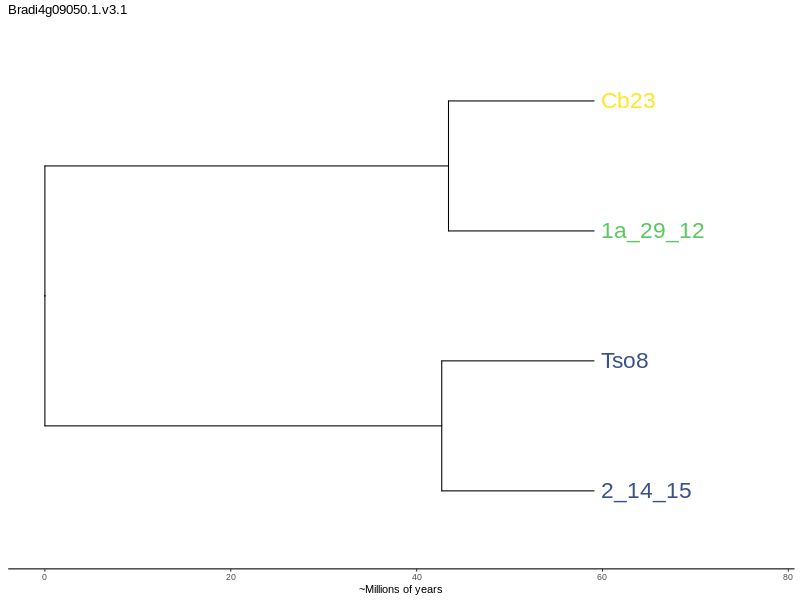 Bradi4g09050.1.v3.1
Cb23
1a_29_12
Tso8
2_14_15
0 20 40 60 80
~Millions of years